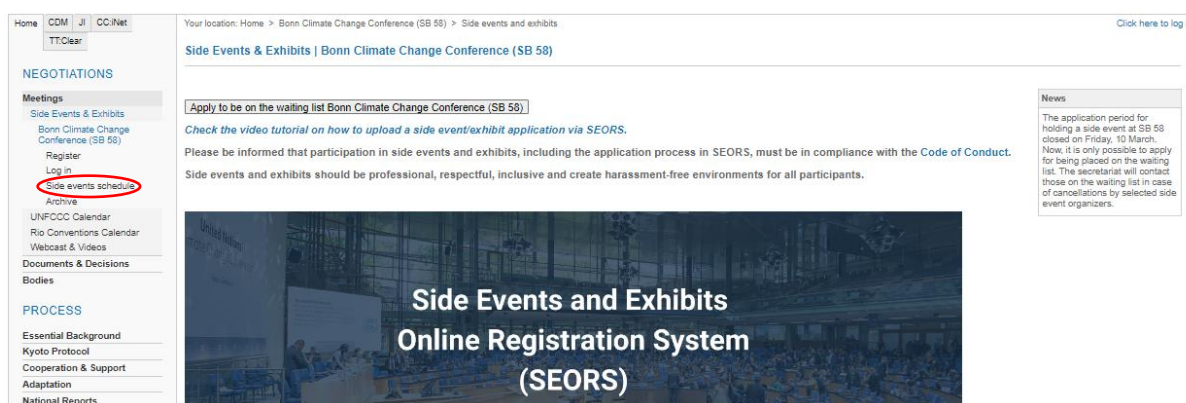 Home CDM JI CC:iNet
TT:Clear
Your location: Home > Bonn Climate Change Conference (SB 58) > Side events and exhibits
Click here to log
Side Events & Exhibits | Bonn Climate Change Conference (SB 58)
NEGOTIATIONS
Meetings
Side Events & Exhibits
Bonn Climate Change
Conference (SB 58)
Register
Log in
Side events schedule
Archive
UNFCCC Calendar
Rio Conventions Calendar
Webcast & Videos
Documents & Decisions
Bodies
PROCESS
Essential Background
Kyoto Protocol
Cooperation & Support
Adaptation
National Reports
Apply to be on the waiting list Bonn Climate Change Conference (SB 58)
Check the video tutorial on how to upload a side event/exhibit application via SEORS.
Please be informed that participation in side events and exhibits, including the application process in SEORS, must be in compliance with the Code of Conduct.
Side events and exhibits should be professional, respectful, inclusive and create harassment-free environments for all participants.
United Nations
Side Events and Exhibits
Online Registration System
(SEORS)
News
The application period for
holding a side event at SB 58
closed on Friday, 10 March.
Now, it is only possible to apply
for being placed on the waiting
list. The secretariat will contact
those on the waiting list in case
of cancellations by selected side
event organizers.